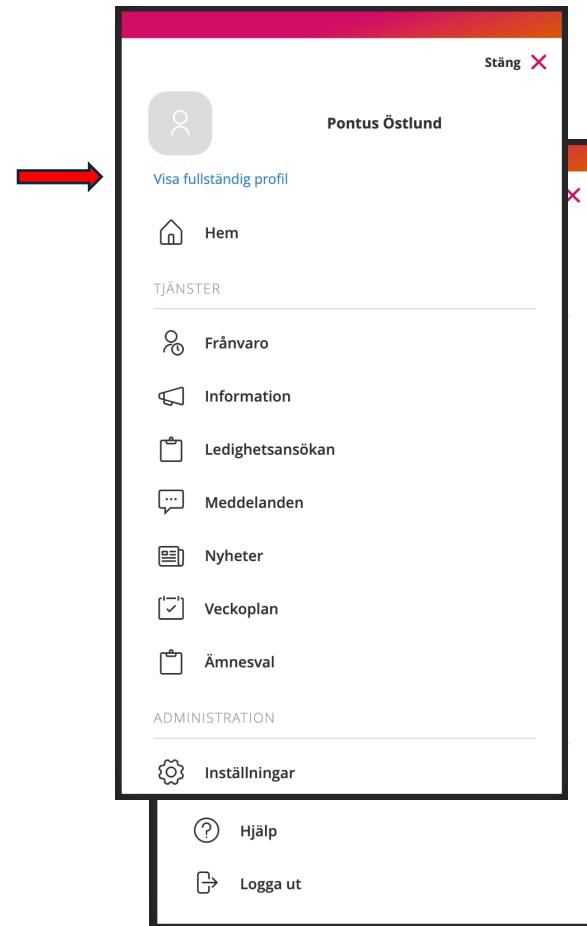 Stäng
Pontus Östlund
Visa fullständig profil
Hem
TJÄNSTER
Frånvaro
Information
Ledighetsansökan
Meddelanden
Nyheter
Veckoplan
Ämnesval
ADMINISTRATION
Inställningar
Hjälp
Logga ut